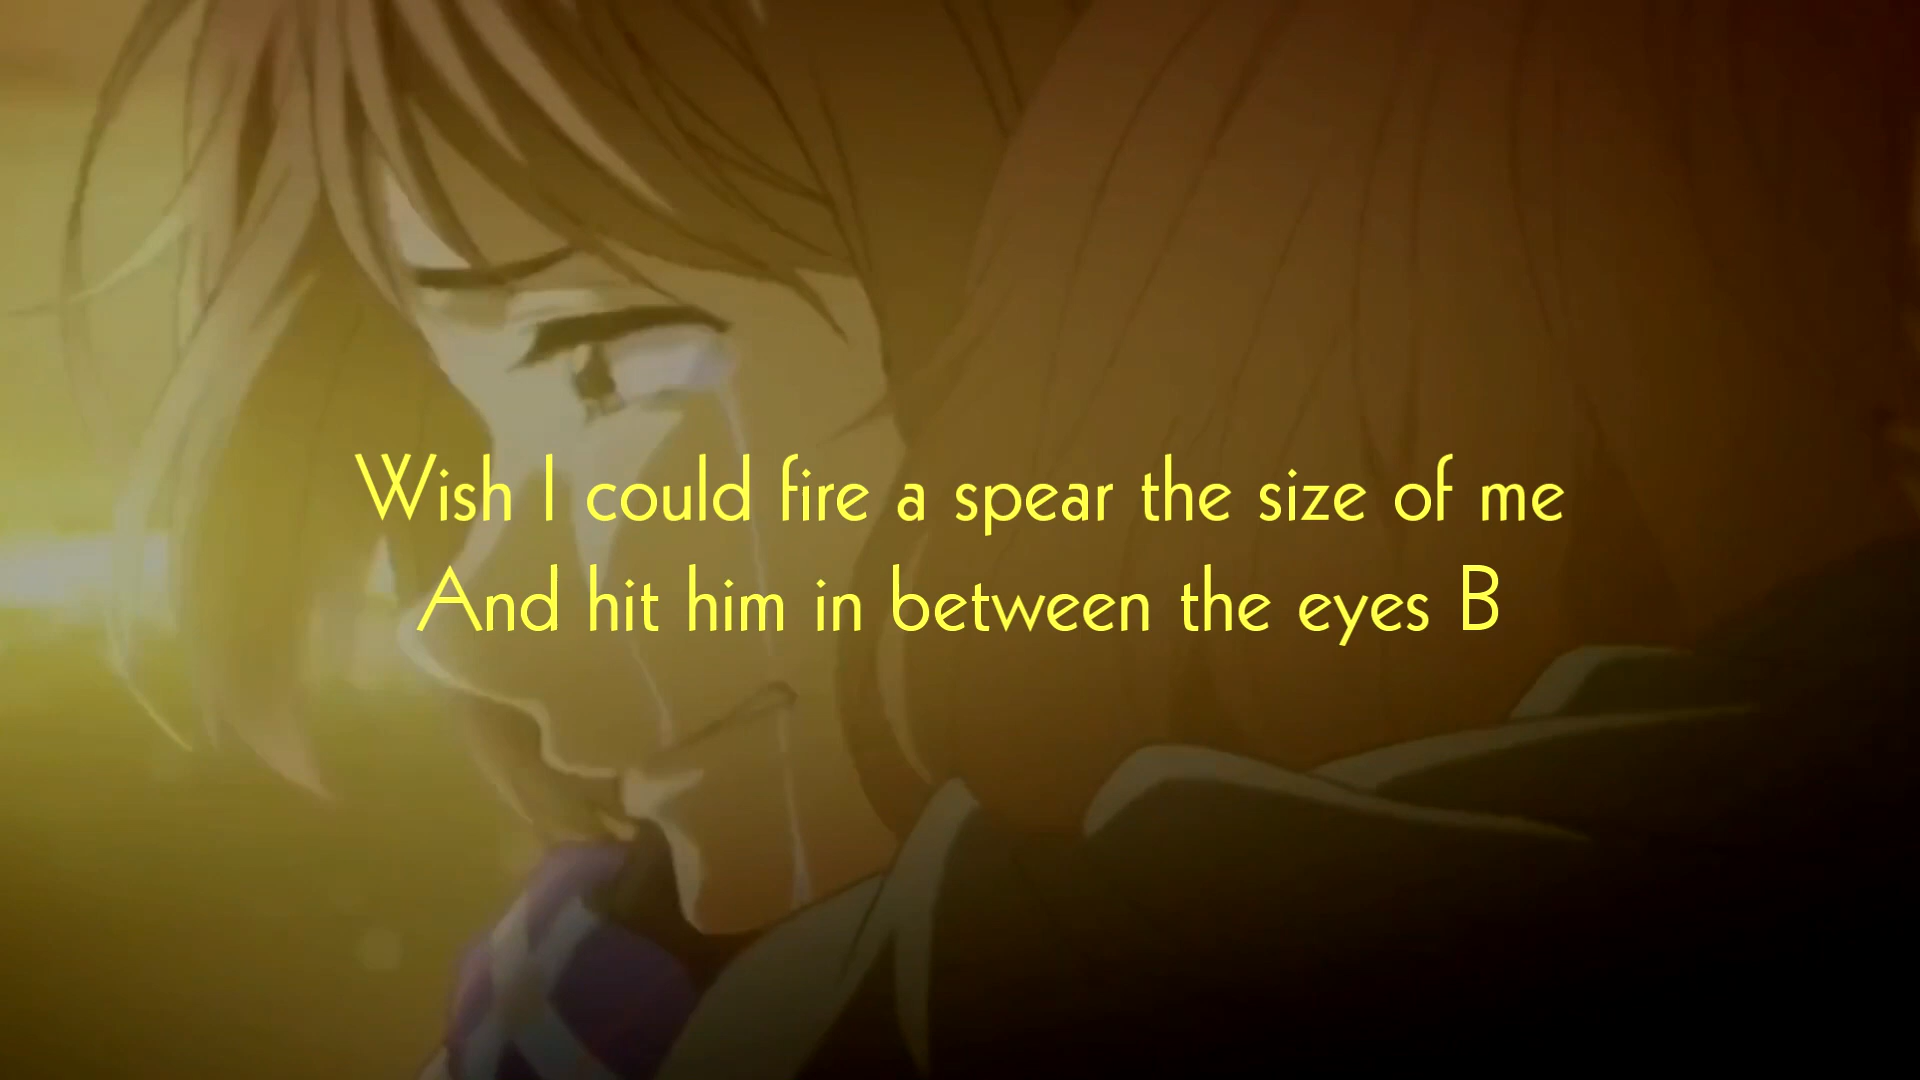 Wish I could fire a spear the size of me
And hit him in between the eyes B